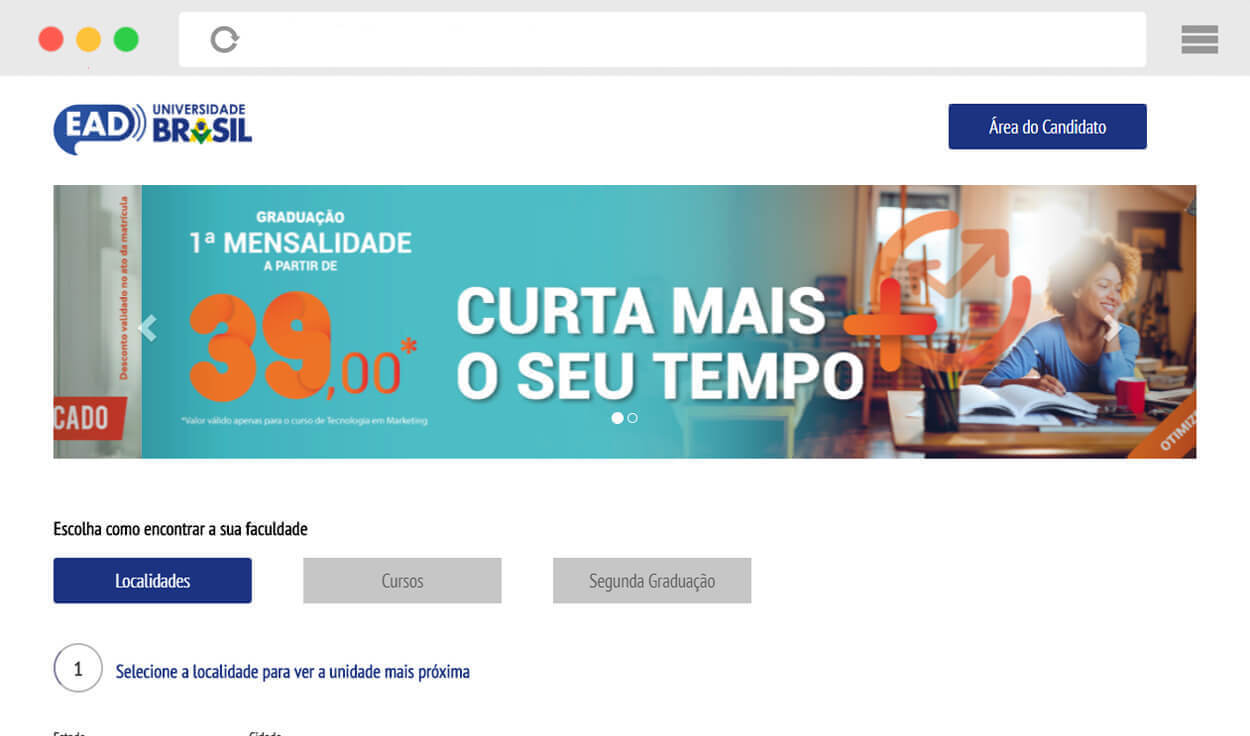 EAD
UNIVERSIDADE
BRASIL
Área do Candidato
Desconto validado no ato da matrícula
CADO
GRADUAÇÃO
1ª MENSALIDADE
A PARTIR DE
39,00*
*Valor válido apenas para o curso de Tecnologia em Marketing
CURTA MAIS
O SEU TEMPO
OTIMIZ
Escolha como encontrar a sua faculdade
Localidades
Cursos
Segunda Graduação
1
Selecione a localidade para ver a unidade mais próxima
Estado
Cidade